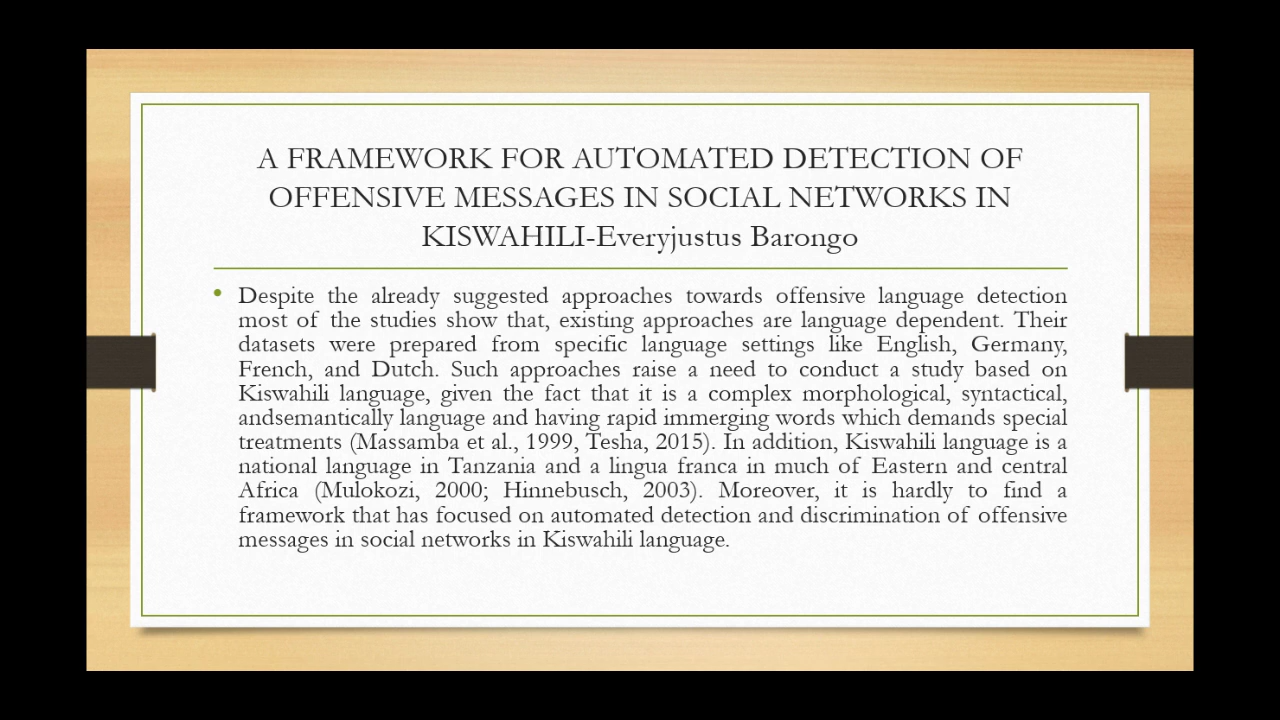 A FRAMEWORK FOR AUTOMATED DETECTION OF
OFFENSIVE MESSAGES IN SOCIAL NETWORKS IN
KISWAHILI-Everyjustus Barongo
• Despite the already suggested approaches towards offensive language detection
most of the studies show that, existing approaches are language dependent. Their
datasets were prepared from specific language settings like English, Germany,
French, and Dutch. Such approaches raise a need to conduct a study based on
Kiswahili language, given the fact that it is a complex morphological, syntactical,
andsemantically language and having rapid immerging words which demands special
treatments (Massamba et al., 1999, Tesha, 2015). In addition, Kiswahili language is a
national language in Tanzania and a lingua franca in much of Eastern and central
Africa (Mulokozi, 2000; Hinnebusch, 2003). Moreover, it is hardly to find a
framework that has focused on automated detection and discrimination of offensive
messages in social networks in Kiswahili language.